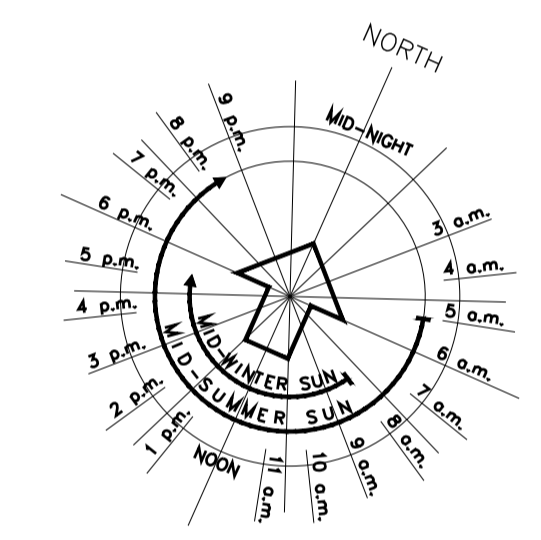 NORTH
MID-NIGHT
3 a.m.
4 a.m.
5 a.m.
6 a.m.
7 a.m.
8 a.m.
9 a.m.
10 a.m.
11 a.m.
NOON
1 p.m.
2 p.m.
3 p.m.
4 p.m.
5 p.m.
6 p.m.
7 p.m.
8 p.m.
9 p.m.
MID-WINTER SUN
MID-SUMMER SUN